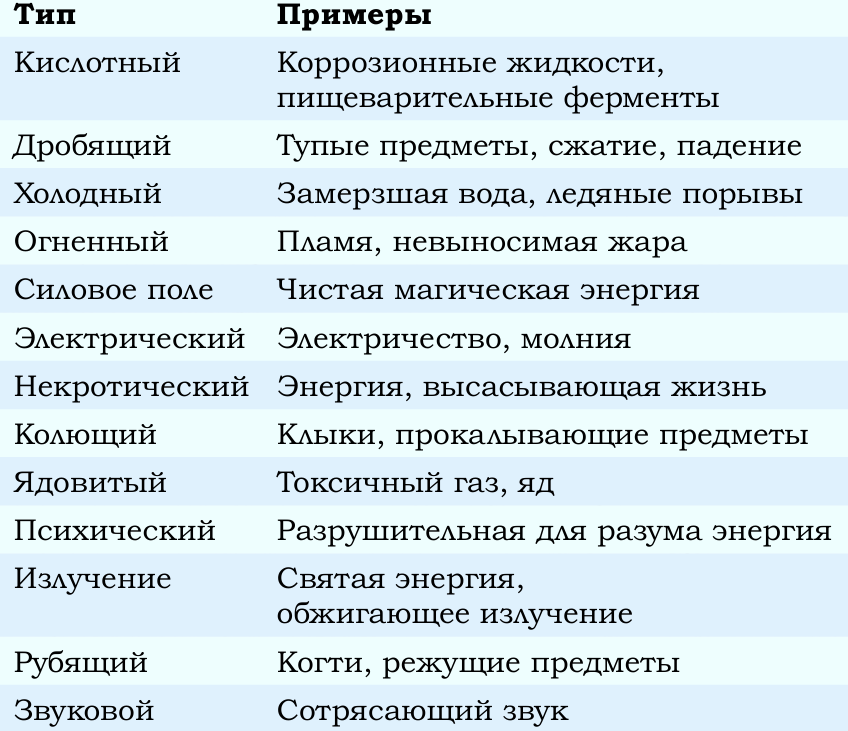 Тип Примеры
Кислотный Коррозионные жидкости,
пищеварительные ферменты
Дробящий Тупые предметы, сжатие, падение
Холодный Замерзшая вода, ледяные порывы
Огненный Пламя, невыносимая жара
Силовое поле Чистая магическая энергия
Электрический Электричество, молния
Некротический Энергия, высасывающая жизнь
Колющий Клыки, прокалывающие предметы
Ядовитый Токсичный газ, яд
Психический Разрушительная для разума энергия
Излучение Святая энергия,
обжигающее излучение
Рубящий Когти, режущие предметы
Звуковой Сотрясающий звук